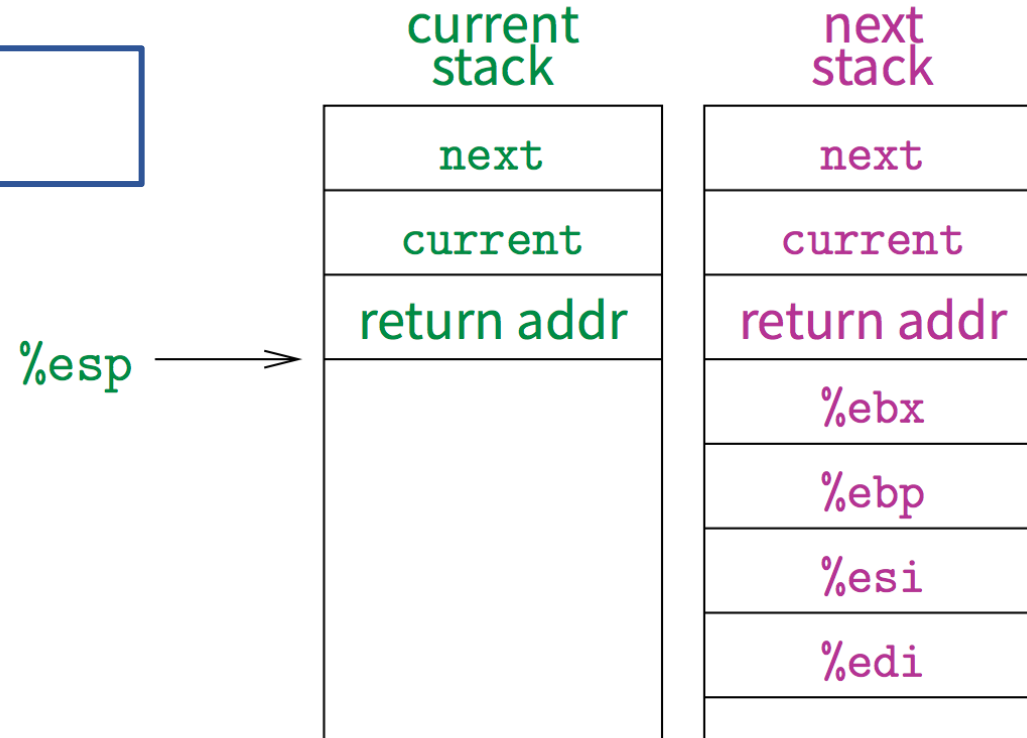 current
stack
next
stack
next
next
current
current
return addr
return addr
%esp
%ebx
%ebp
%esi
%edi